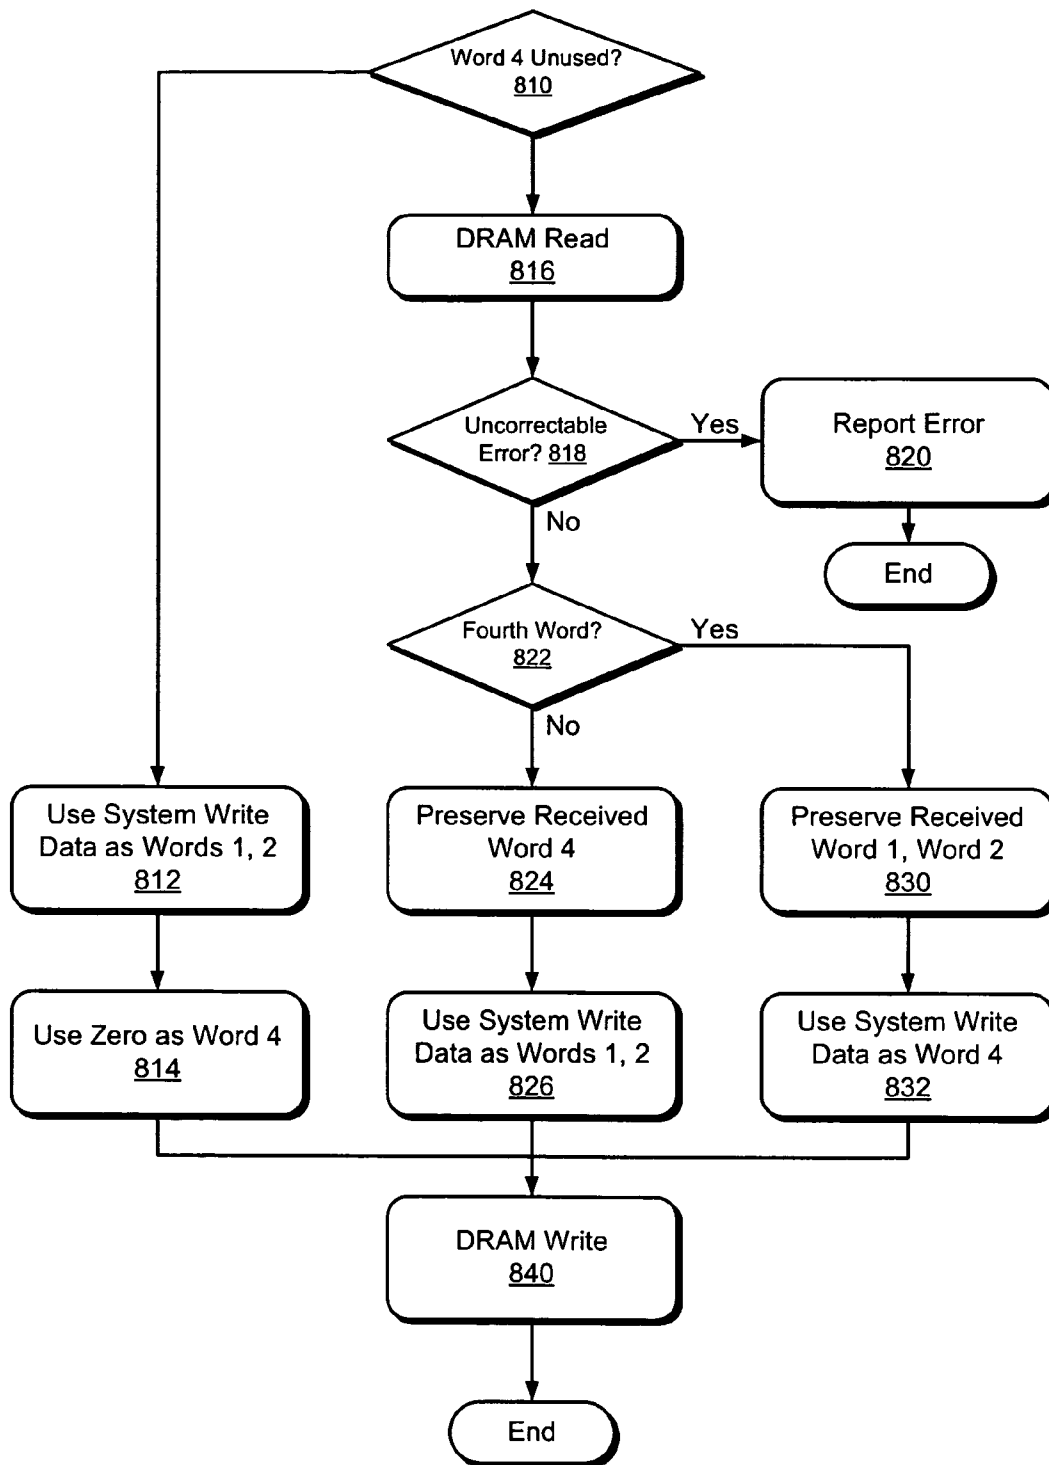 Word 4 Unused?
810
DRAM Read
816
Uncorrectable
Error? 818
Yes
Report Error
820
No
End
Fourth Word?
822
Yes
No
Use System Write
Data as Words 1, 2
812
Preserve Received
Word 4
824
Preserve Received
Word 1, Word 2
830
Use Zero as Word 4
814
Use System Write
Data as Words 1, 2
826
Use System Write
Data as Word 4
832
DRAM Write
840
End